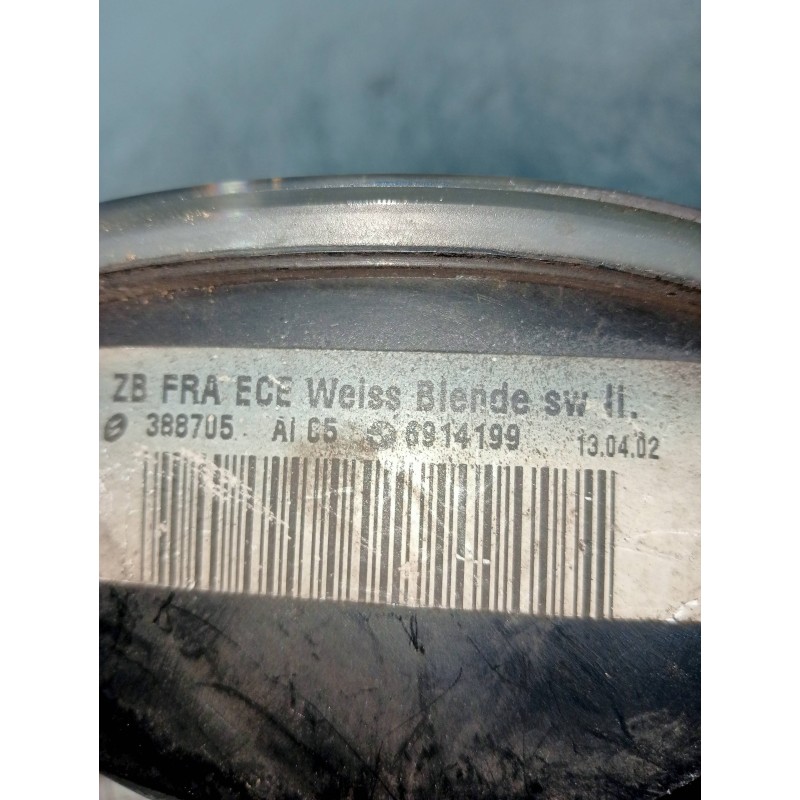 ZB FRA ECE Weiss Blende sw li.
388705 AI C5 6914199 13.04.02